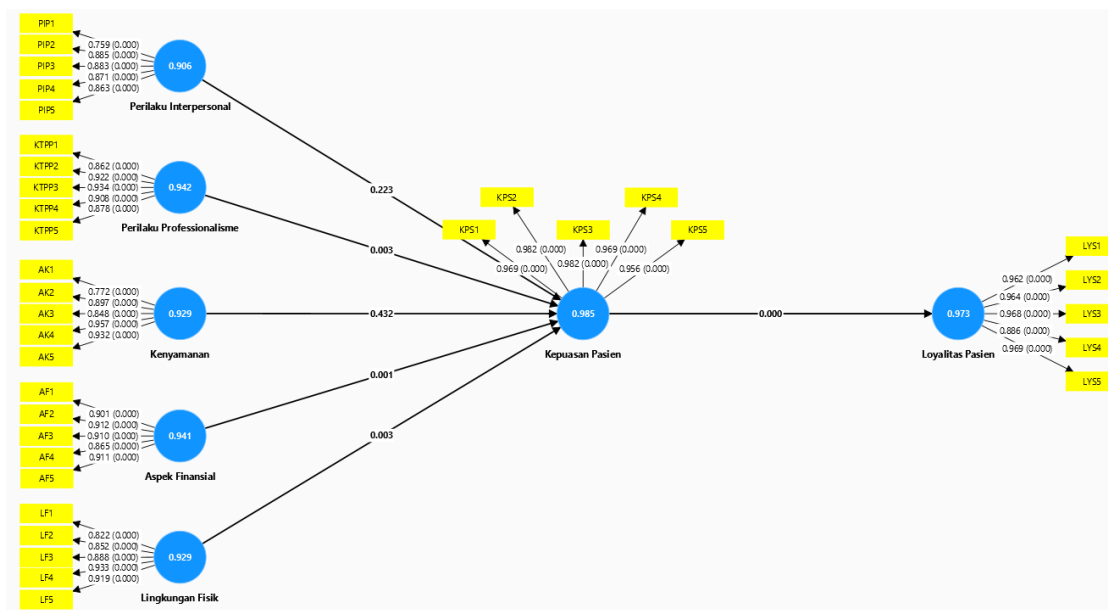 PIP1
PIP2
PIP3
PIP4
PIP5
0.759 (0.000)
0.885 (0.000)
0.883 (0.000)
0.871 (0.000)
0.863 (0.000)
0.906
Perilaku Interpersonal
KTPP1
KTPP2
KTPP3
KTPP4
KTPP5
0.862 (0.000)
0.922 (0.000)
0.934 (0.000)
0.908 (0.000)
0.878 (0.000)
0.942
Perilaku Professionalisme
AK1
AK2
AK3
AK4
AK5
0.772 (0.000)
0.897 (0.000)
0.848 (0.000)
0.957 (0.000)
0.932 (0.000)
0.929
Kenyamanan
AF1
AF2
AF3
AF4
AF5
0.901 (0.000)
0.912 (0.000)
0.910 (0.000)
0.865 (0.000)
0.911 (0.000)
0.941
Aspek Finansial
LF1
LF2
LF3
LF4
LF5
0.822 (0.000)
0.852 (0.000)
0.888 (0.000)
0.933 (0.000)
0.919 (0.000)
0.929
Lingkungan Fisik
0.223
0.003
0.432
0.001
0.003
KPS1
KPS2
KPS3
KPS4
KPS5
0.969 (0.000)
0.982 (0.000)
0.982 (0.000)
0.969 (0.000)
0.956 (0.000)
0.985
Kepuasan Pasien
0.000
0.973
Loyalitas Pasien
0.962 (0.000)
0.964 (0.000)
0.968 (0.000)
0.886 (0.000)
0.969 (0.000)
LYS1
LYS2
LYS3
LYS4
LYS5